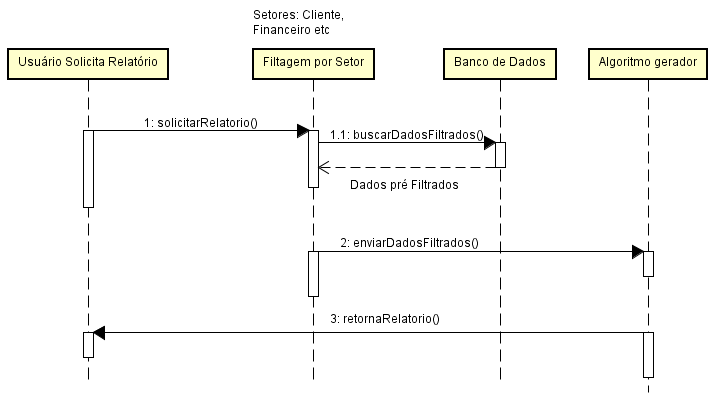 Setores: Cliente,
Financeiro etc
Usuário Solicita Relatório
Filtagem por Setor
Banco de Dados
Algoritmo gerador
1: solicitarRelatorio()
1.1: buscarDadosFiltrados()
Dados pré Filtrados
2: enviarDadosFiltrados()
3: retornaRelatorio()